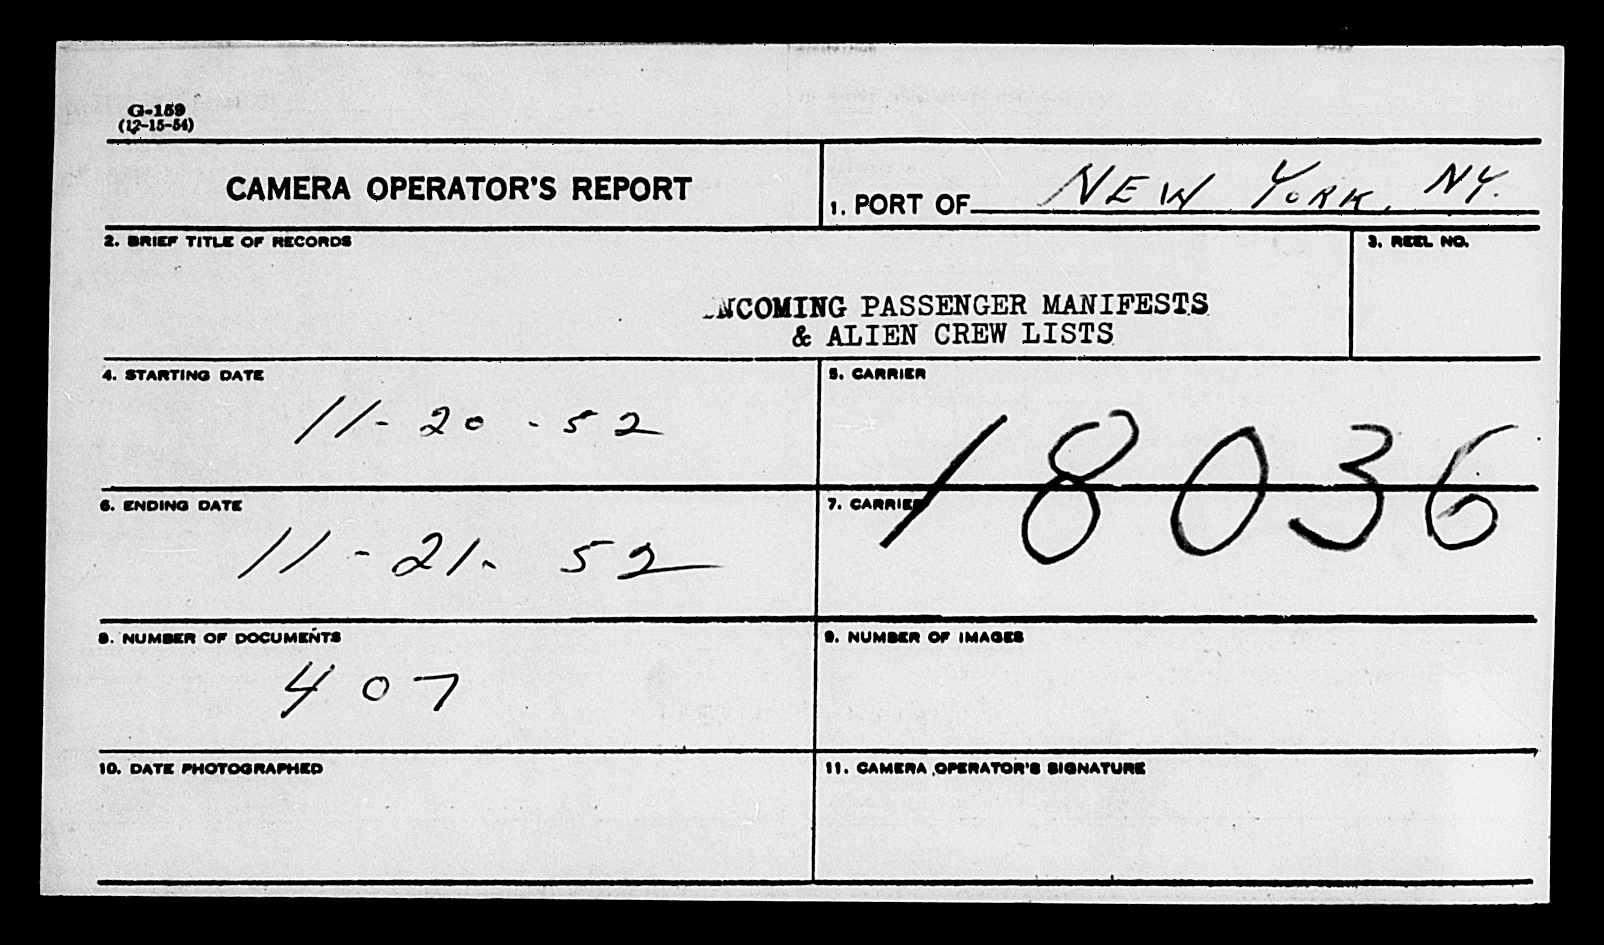 G-159
(12-15-54)
CAMERA OPERATOR'S REPORT
1. PORT OF NEW YORK, NY.
2. BRIEF TITLE OF RECORDS
3. REEL NO.
INCOMING PASSENGER MANIFESTS
& ALIEN CREW LISTS
4. STARTING DATE
11-20-52
5. CARRIER
18036
6. ENDING DATE
11-21-52
7. CARRIER
8. NUMBER OF DOCUMENTS
407
9. NUMBER OF IMAGES
10. DATE PHOTOGRAPHED
11. CAMERA OPERATOR'S SIGNATURE